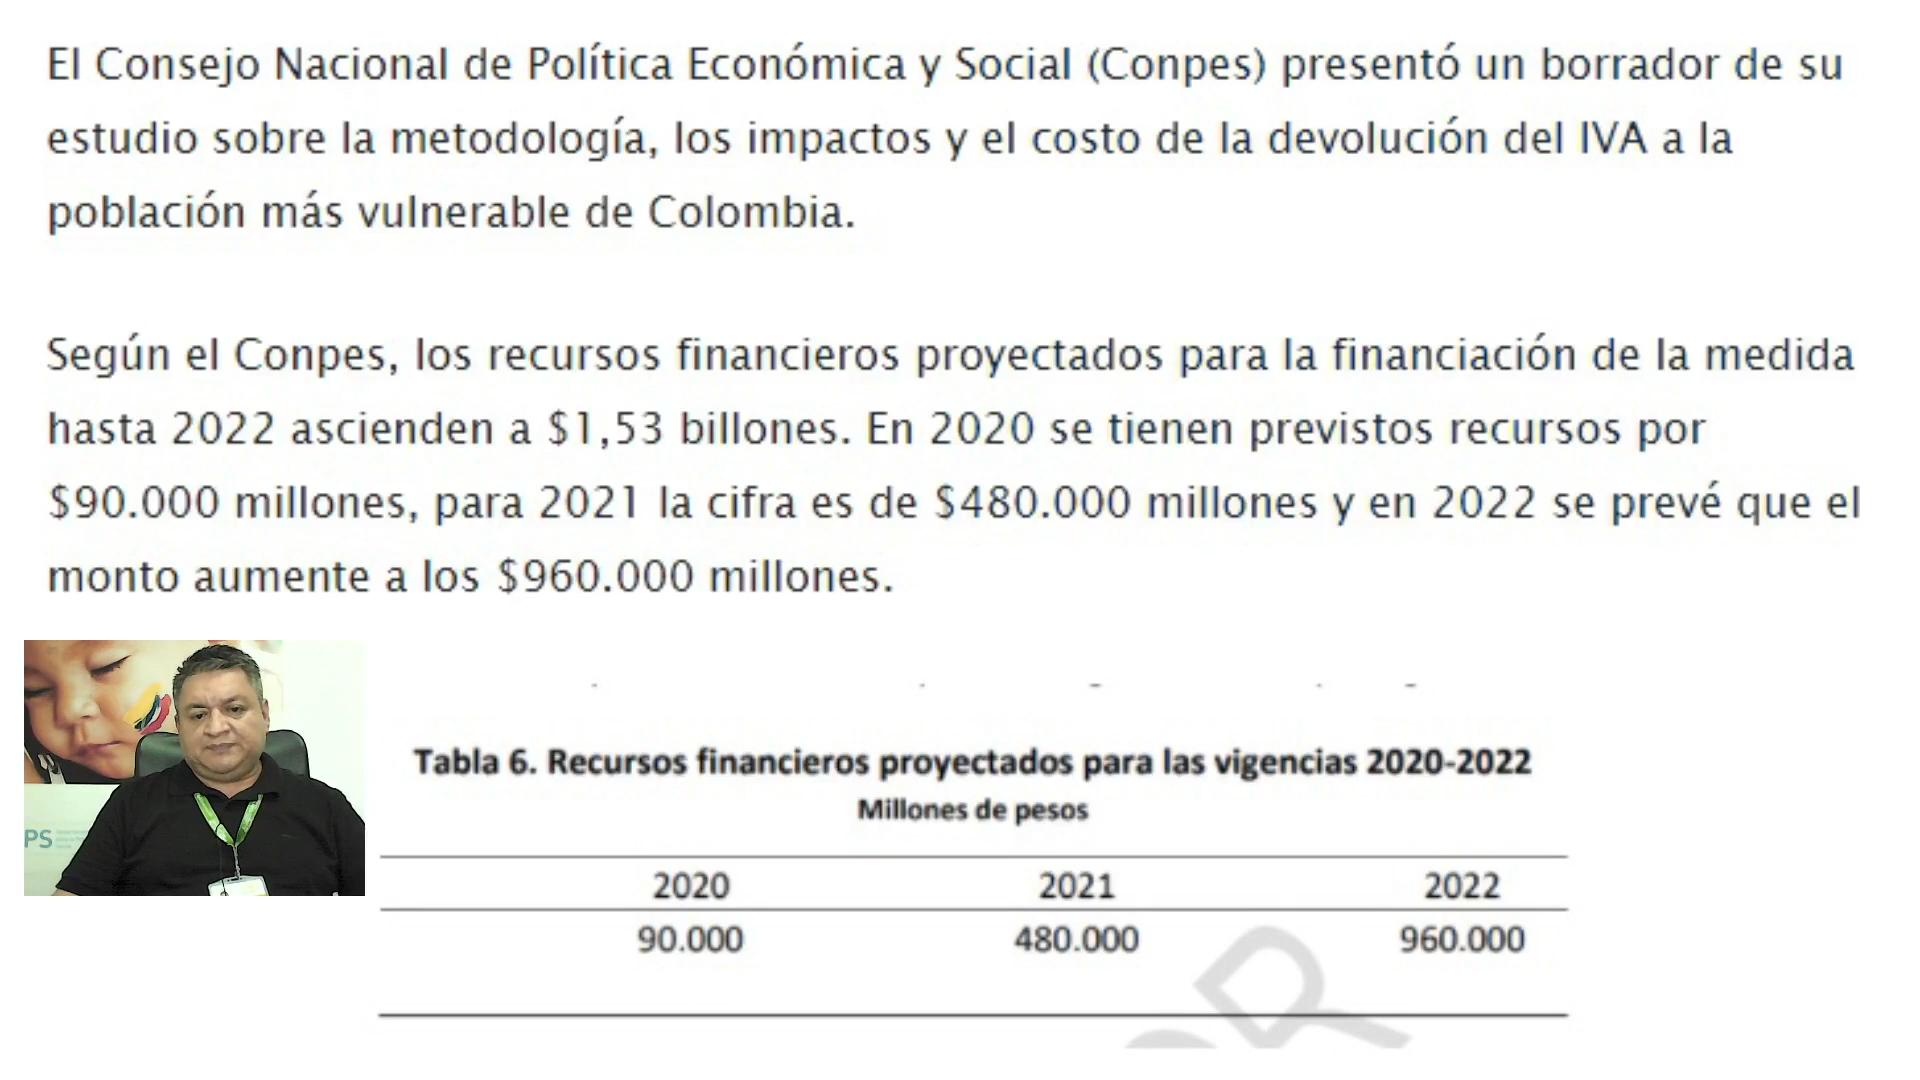 El Consejo Nacional de Política Económica y Social (Conpes) presentó un borrador de su
estudio sobre la metodología, los impactos y el costo de la devolución del IVA a la
población más vulnerable de Colombia.
Según el Conpes, los recursos financieros proyectados para la financiación de la medida
hasta 2022 ascienden a $1,53 billones. En 2020 se tienen previstos recursos por
$90.000 millones, para 2021 la cifra es de $480.000 millones y en 2022 se prevé que el
monto aumente a los $960.000 millones.
PS
Tabla 6. Recursos financieros proyectados para las vigencias 2020-2022
Millones de pesos
2020 2021 2022
90.000 480.000 960.000